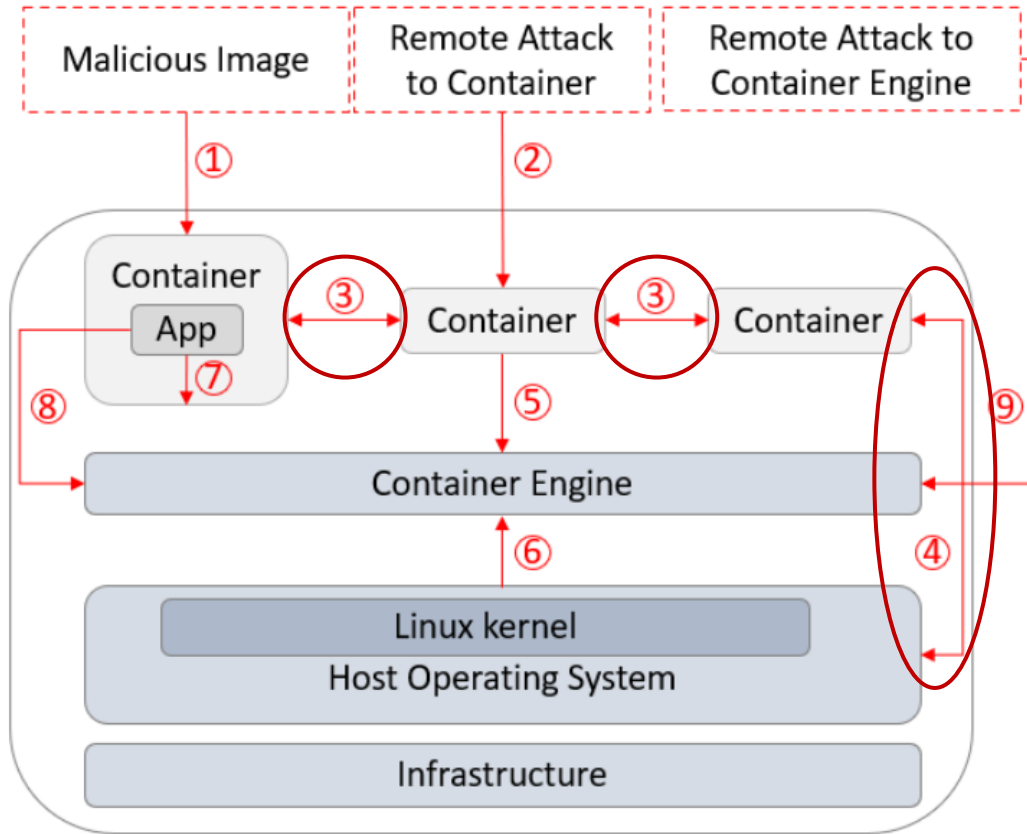 Malicious Image
Remote Attack
to Container
Remote Attack to
Container Engine
①
②
Container
App
③
Container
③
Container
⑦
⑧
⑤
⑨
Container Engine
⑥
④
Linux kernel
Host Operating System
Infrastructure